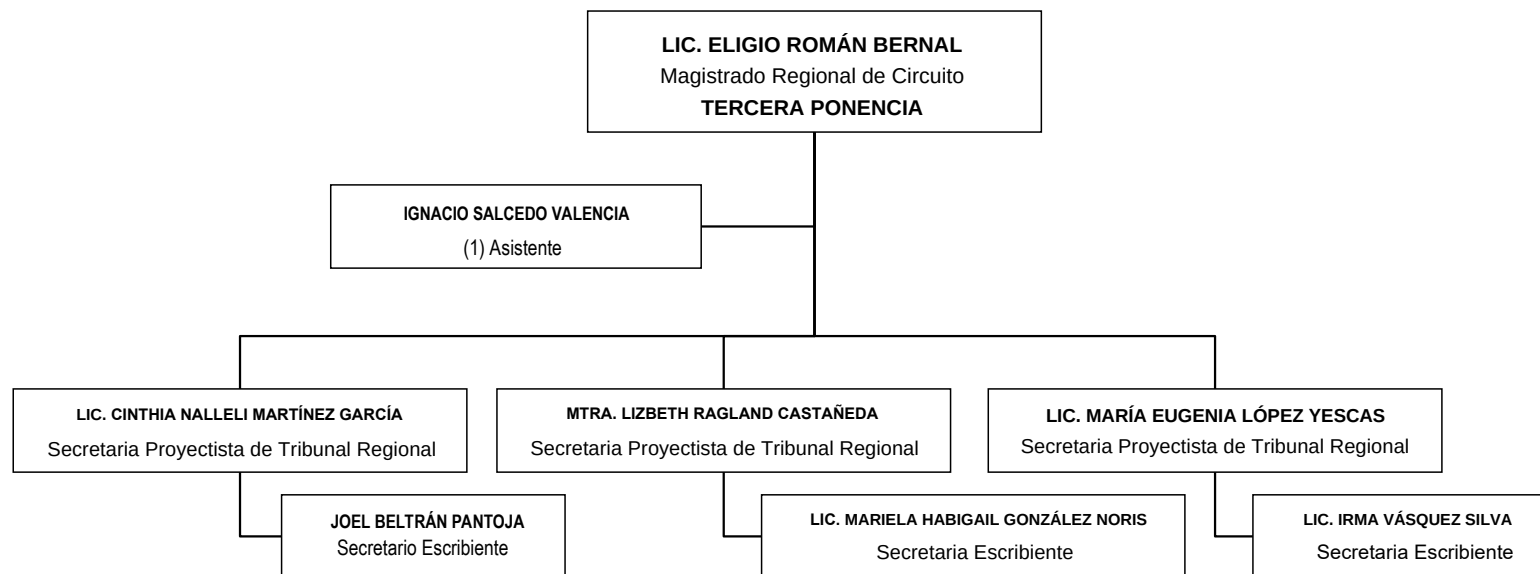 LIC. ELIGIO ROMÁN BERNAL
Magistrado Regional de Circuito
TERCERA PONENCIA
IGNACIO SALCEDO VALENCIA
(1) Asistente
LIC. CINTHIA NALLELI MARTÍNEZ GARCÍA
Secretaria Proyectista de Tribunal Regional
MTRA. LIZBETH RAGLAND CASTAÑEDA
Secretaria Proyectista de Tribunal Regional
LIC. MARÍA EUGENIA LÓPEZ YESCAS
Secretaria Proyectista de Tribunal Regional
JOEL BELTRÁN PANTOJA
Secretario Escribiente
LIC. MARIELA HABIGAIL GONZÁLEZ NORIS
Secretaria Escribiente
LIC. IRMA VÁSQUEZ SILVA
Secretaria Escribiente